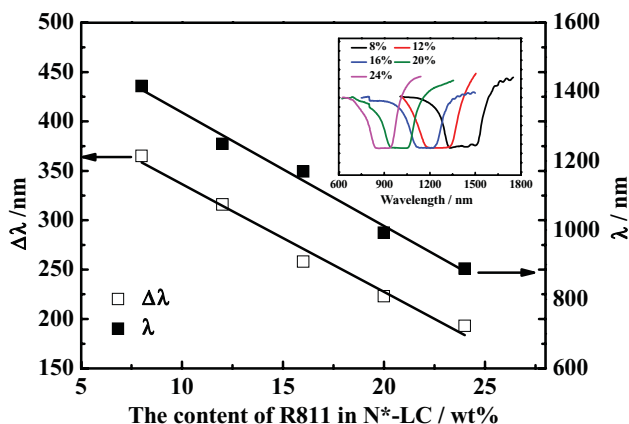 500
450
400
350
300
250
200
150
Δλ /nm
1600
1400
1200
1000
800
600
λ / nm
8% 12%
16% 20%
24%
600 900 1200 1500 1800
Wavelength / nm
Δλ
λ
5 10 15 20 25
The content of R811 in N*-LC / wt%